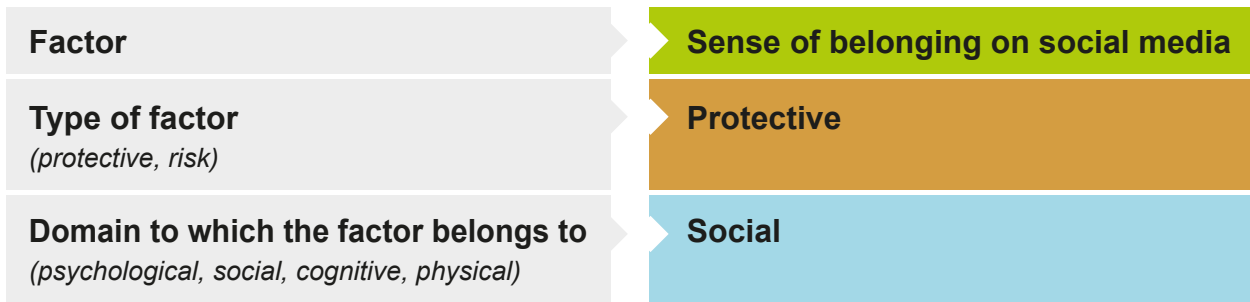 Factor
Sense of belonging on social media
Type of factor
(protective, risk)
Protective
Domain to which the factor belongs to
(psychological, social, cognitive, physical)
Social